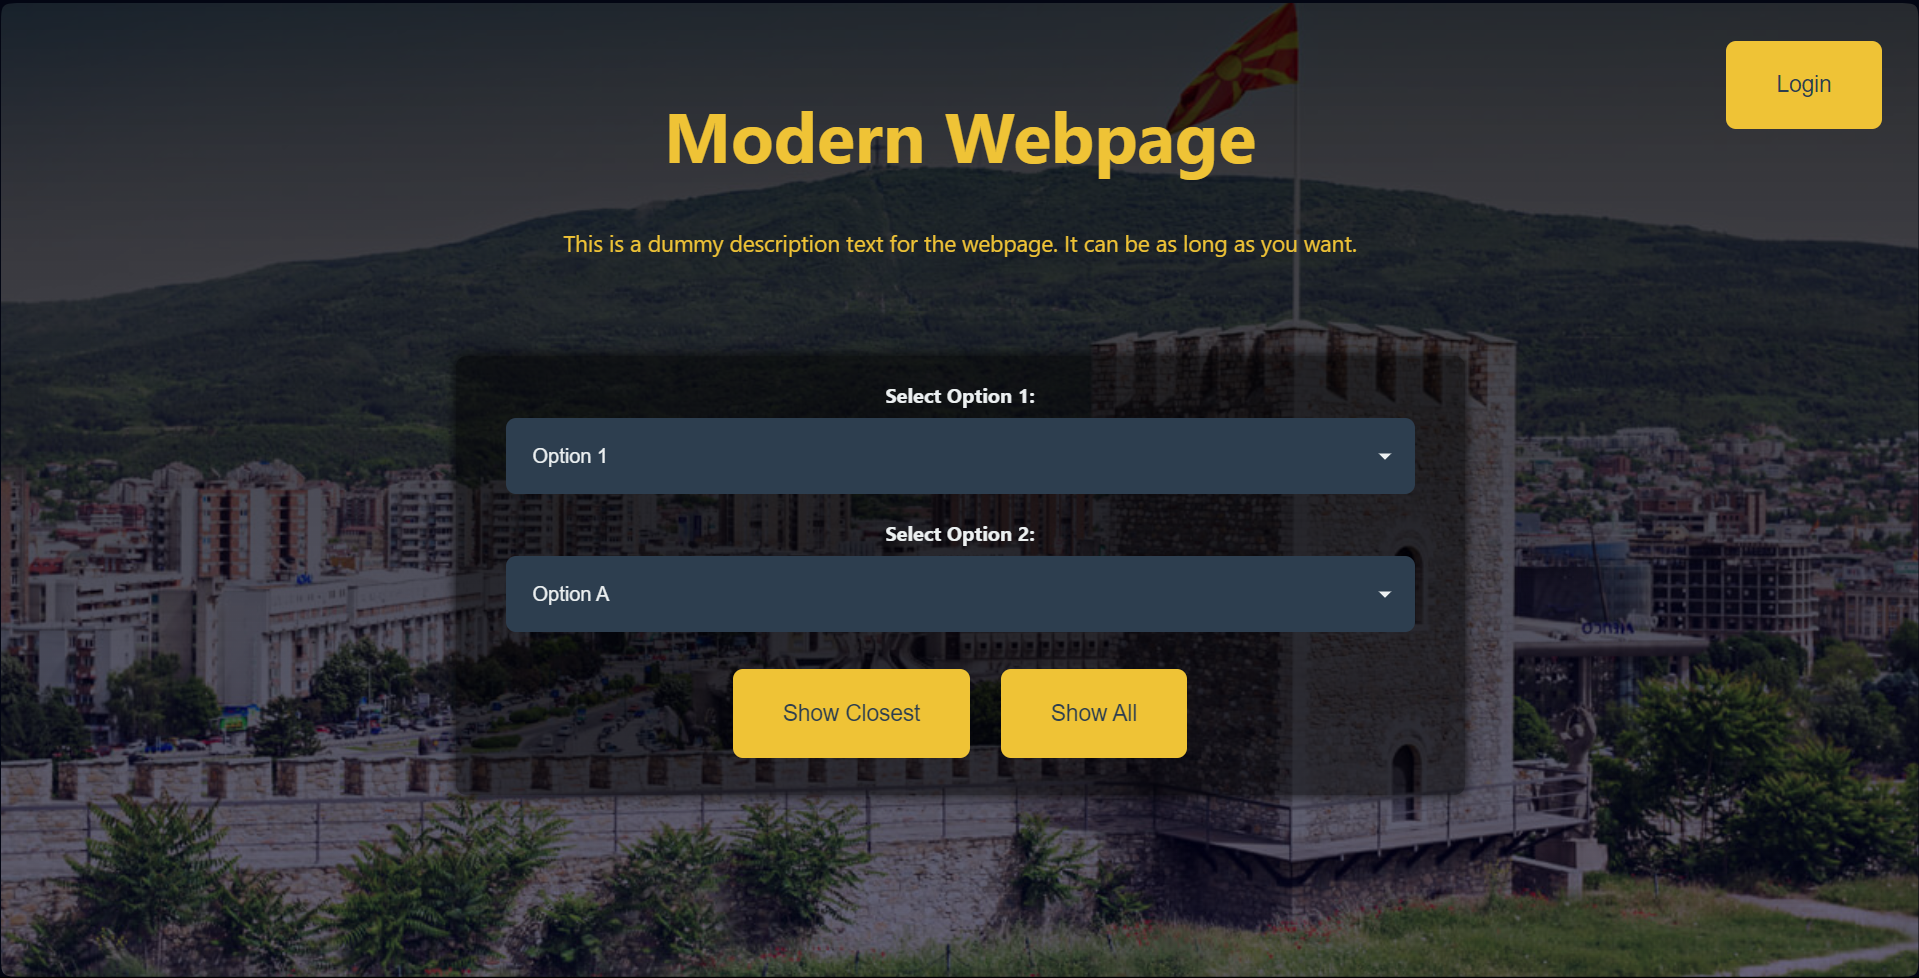 Login
Modern Webpage
This is a dummy description text for the webpage. It can be as long as you want.
Select Option 1:
Option 1
Select Option 2:
Option A
Show Closest
Show All